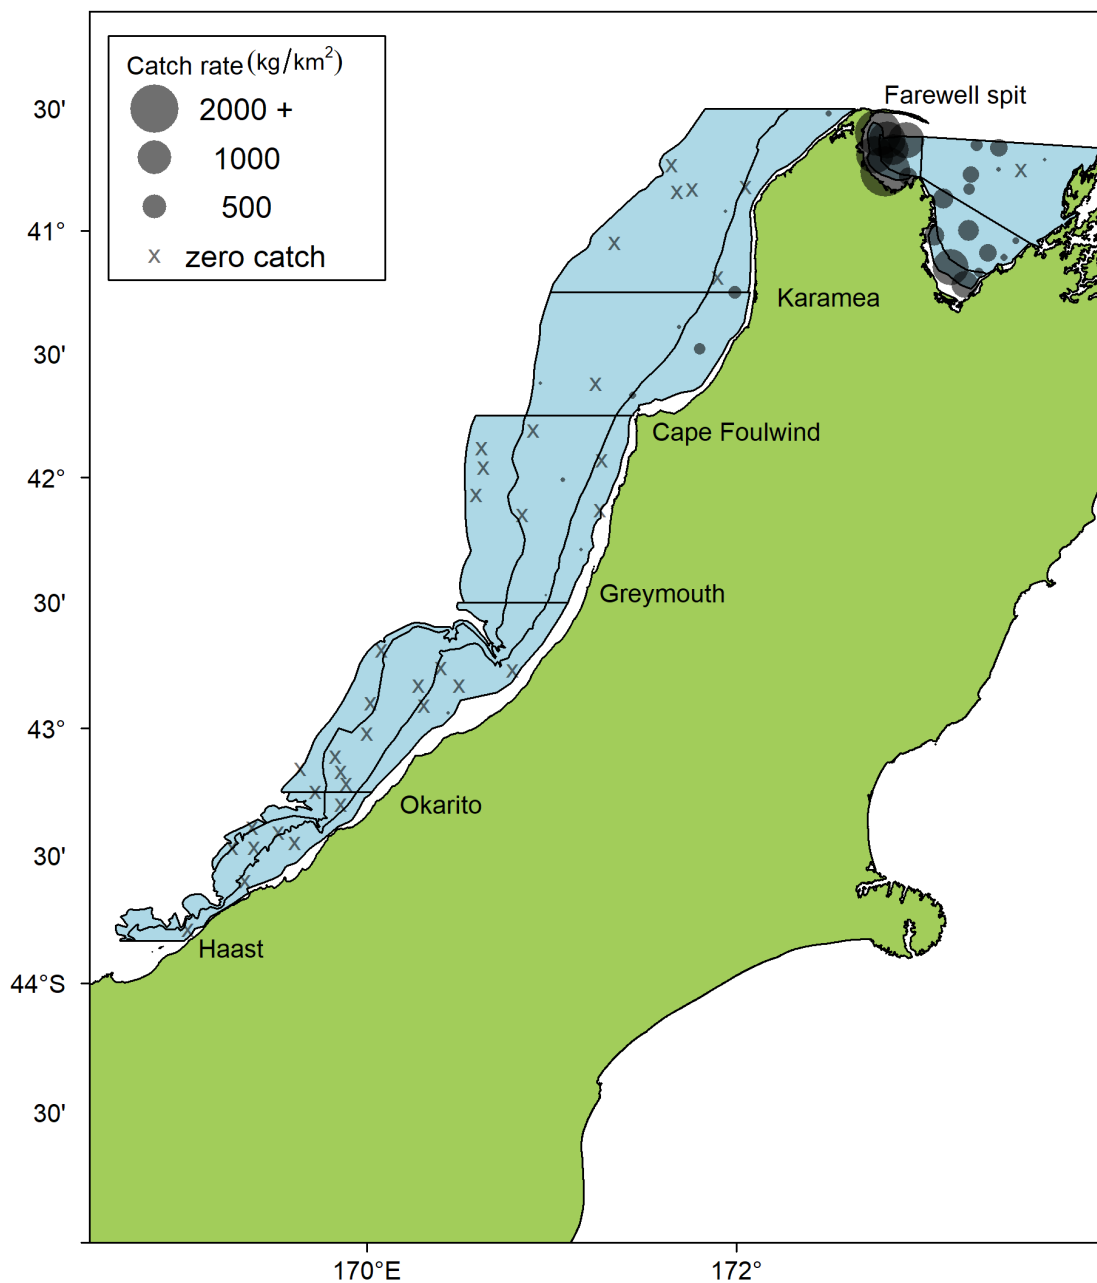 Catch rate (kg/km²)
2000 +
1000
500
x zero catch
Farewell spit
Karamea
Cape Foulwind
Greymouth
Okarito
Haast
30'
41°
30'
42°
30'
43°
30'
44°S
30'
170°E
172°